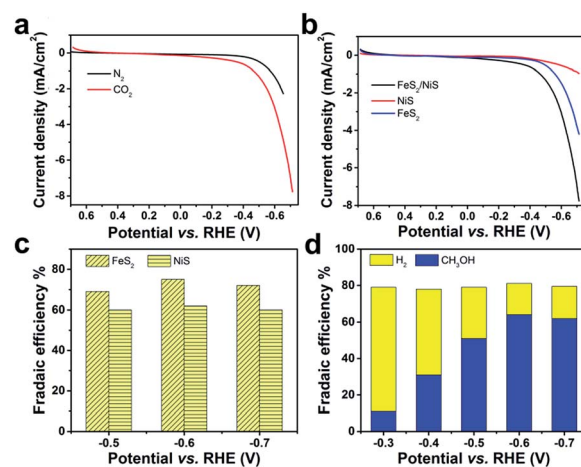 a
Current density (mA/cm²)
0
-2
-4
-6
-8
N₂
CO₂
0.6 0.4 0.2 0.0 -0.2 -0.4 -0.6
Potential vs. RHE (V)
b
Current density (mA/cm²)
0
-2
-4
-6
-8
FeS₂/NiS
NiS
FeS₂
0.6 0.4 0.2 0.0 -0.2 -0.4 -0.6
Potential vs. RHE (V)
c
Fradaic efficiency %
80
60
40
20
0
FeS₂ NiS
-0.5 -0.6 -0.7
Potential vs. RHE (V)
d
Fradaic efficiency %
100
80
60
40
20
0
H₂ CH₃OH
-0.3 -0.4 -0.5 -0.6 -0.7
Potential vs. RHE (V)